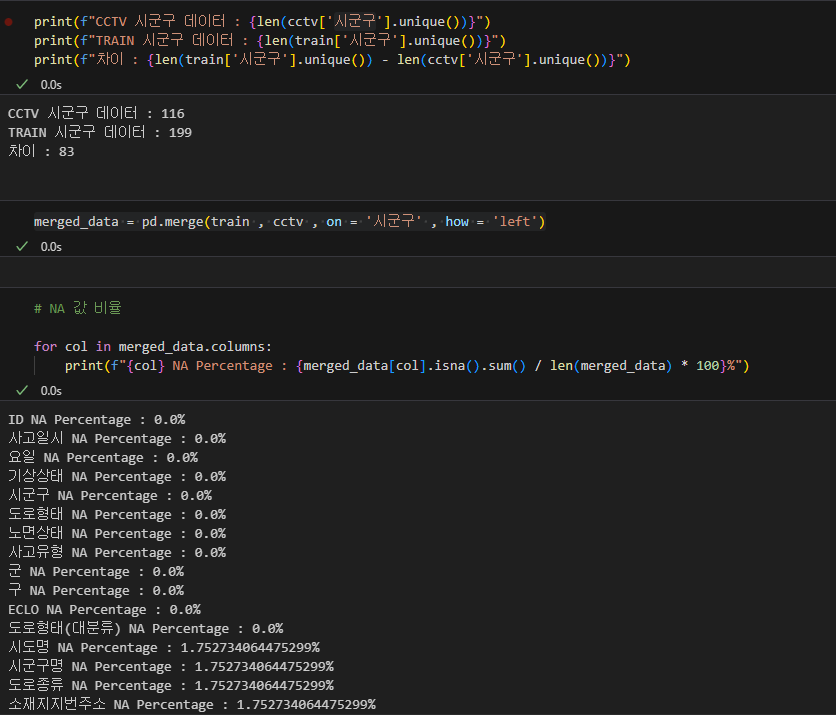 print(f"CCTV 시군구 데이터 : {len(cctv['시군구'].unique())}")
print(f"TRAIN 시군구 데이터 : {len(train['시군구'].unique())}")
print(f"차이 : {len(train['시군구'].unique()) - len(cctv['시군구'].unique())}")
0.0s
CCTV 시군구 데이터 : 116
TRAIN 시군구 데이터 : 199
차이 : 83
merged_data = pd.merge(train , cctv , on = '시군구' , how = 'left')
0.0s
# NA 값 비율
for col in merged_data.columns:
print(f"{col} NA Percentage : {merged_data[col].isna().sum() / len(merged_data) * 100}%")
0.0s
ID NA Percentage : 0.0%
사고일시 NA Percentage : 0.0%
요일 NA Percentage : 0.0%
기상상태 NA Percentage : 0.0%
시군구 NA Percentage : 0.0%
도로형태 NA Percentage : 0.0%
노면상태 NA Percentage : 0.0%
사고유형 NA Percentage : 0.0%
군 NA Percentage : 0.0%
구 NA Percentage : 0.0%
ECLO NA Percentage : 0.0%
도로형태(대분류) NA Percentage : 0.0%
시도명 NA Percentage : 1.752734064475299%
시군구명 NA Percentage : 1.752734064475299%
도로종류 NA Percentage : 1.752734064475299%
소재지지번주소 NA Percentage : 1.752734064475299%